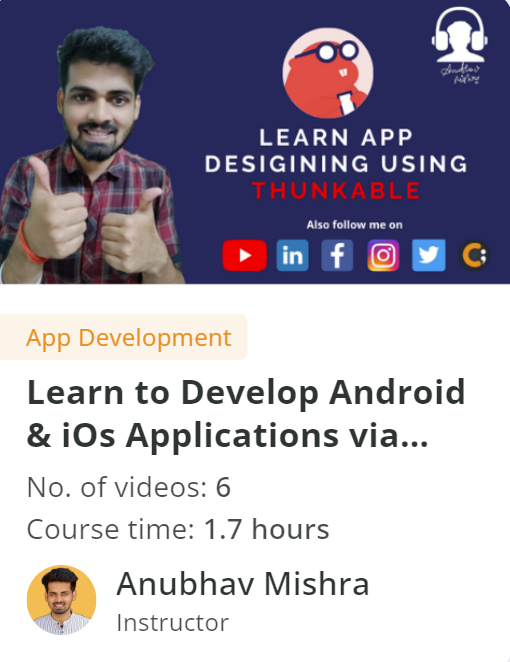 LEARN APP
DESIGINING USING
THUNKABLE
Also follow me on
in
App Development
Learn to Develop Android
& iOs Applications via...
No. of videos: 6
Course time: 1.7 hours
Anubhav Mishra
Instructor